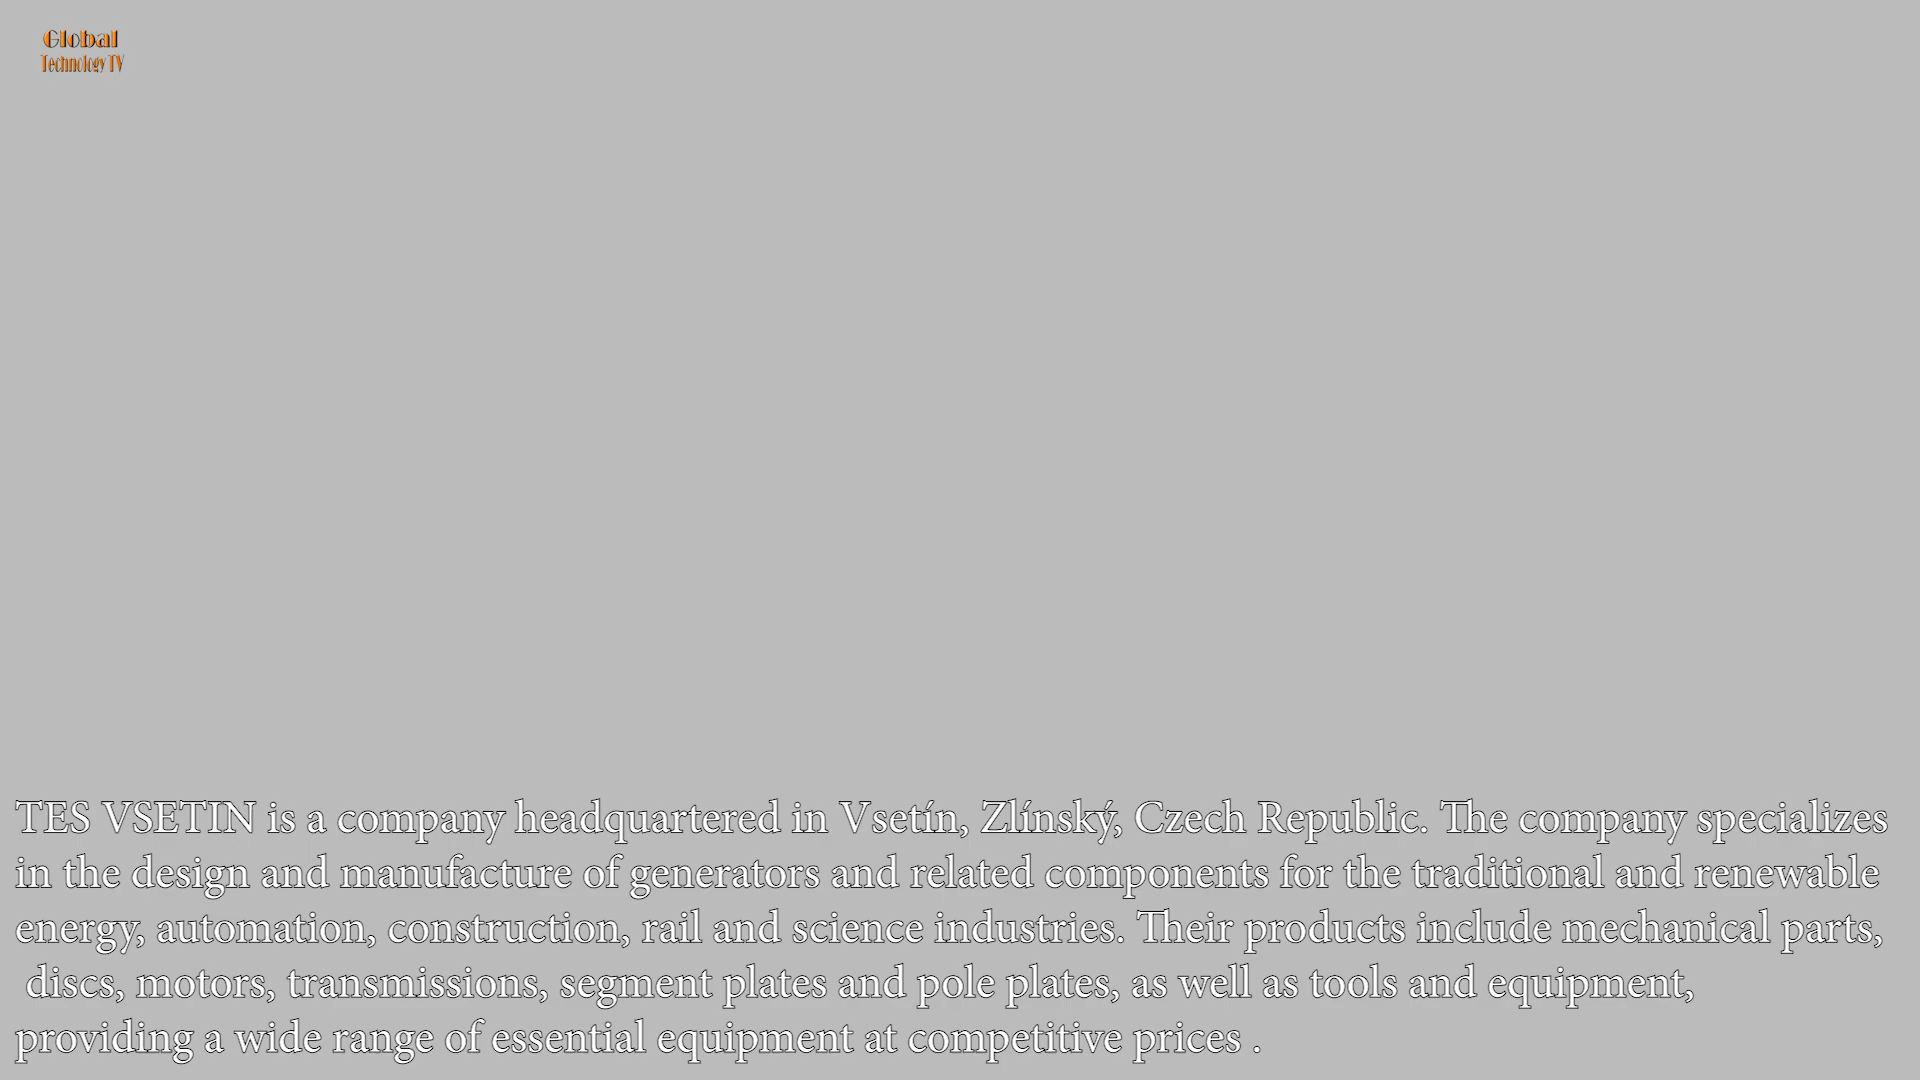 Global
Technology TV
TES VSETIN is a company headquartered in Vsetín, Zlínský, Czech Republic. The company specializes
in the design and manufacture of generators and related components for the traditional and renewable
energy, automation, construction, rail and science industries. Their products include mechanical parts,
discs, motors, transmissions, segment plates and pole plates, as well as tools and equipment,
providing a wide range of essential equipment at competitive prices .